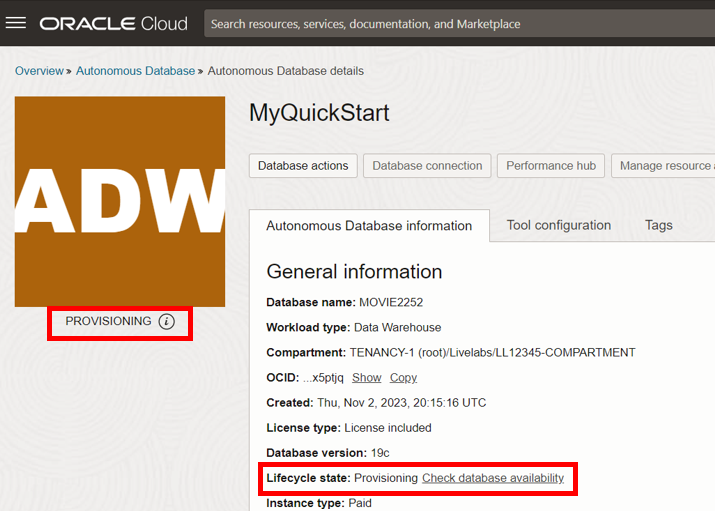 ORACLE Cloud
Search resources, services, documentation, and Marketplace
Overview » Autonomous Database » Autonomous Database details
ADW
PROVISIONING i
MyQuickStart
Database actions Database connection Performance hub Manage resource
Autonomous Database information Tool configuration Tags
General information
Database name: MOVIE2252
Workload type: Data Warehouse
Compartment: TENANCY-1 (root)/Livelabs/LL12345-COMPARTMENT
OCID: ...x5ptjq Show Copy
Created: Thu, Nov 2, 2023, 20:15:16 UTC
License type: License included
Database version: 19c
Lifecycle state: Provisioning Check database availability
Instance type: Paid